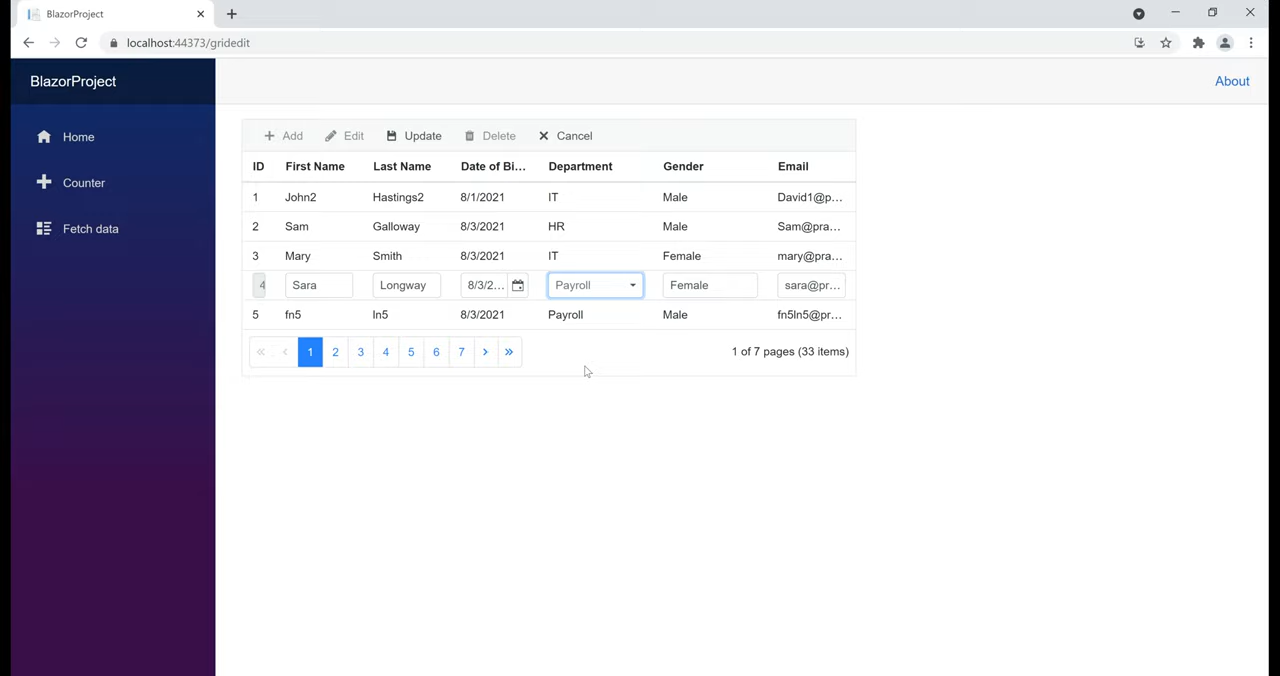 BlazorProject
localhost:44373/gridedit
BlazorProject
About
Home
Counter
Fetch data
Add Edit Update Delete Cancel
ID First Name Last Name Date of Bi... Department Gender Email
1 John2 Hastings2 8/1/2021 IT Male David1@p...
2 Sam Galloway 8/3/2021 HR Male Sam@pra...
3 Mary Smith 8/3/2021 IT Female mary@pra...
4 Sara Longway 8/3/2... Payroll Female sara@pr...
5 fn5 ln5 8/3/2021 Payroll Male fn5ln5@pr...
1 2 3 4 5 6 7 1 of 7 pages (33 items)